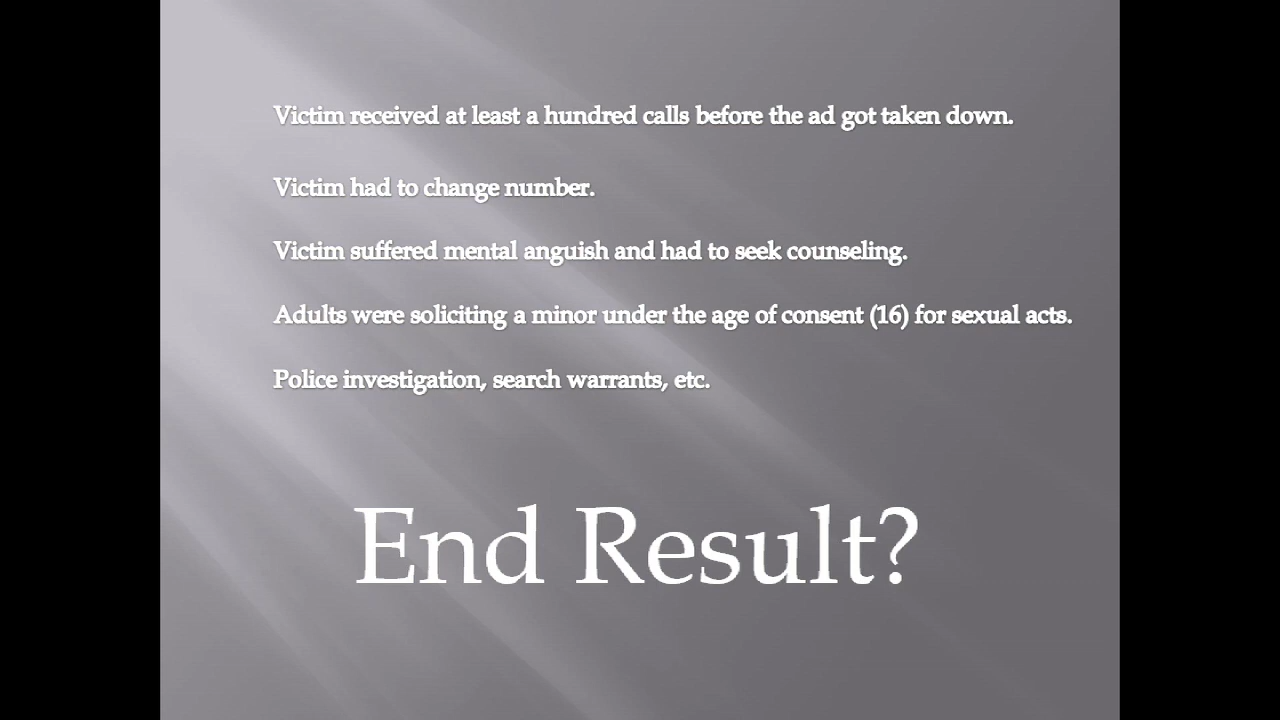 Victim received at least a hundred calls before the ad got taken down.
Victim had to change number.
Victim suffered mental anguish and had to seek counseling.
Adults were soliciting a minor under the age of consent (16) for sexual acts.
Police investigation, search warrants, etc.
End Result?